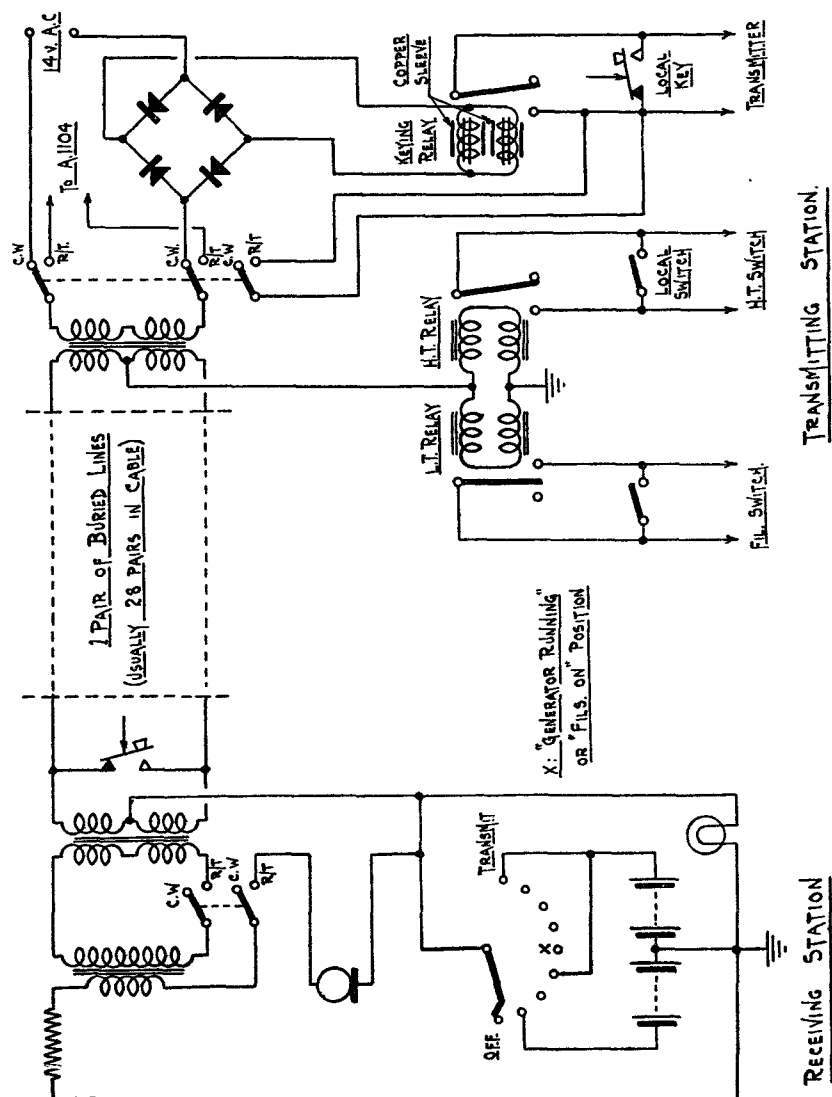 14 V. A.C
To A1104
C.W
R/T.
C.W.
R/T
C.W
R/T
COPPER
SLEEVE
KEYING
RELAY
LOCAL
KEY
TRANSMITTER
H.T. RELAY
L.T. RELAY
LOCAL
SWITCH
H.T. SWITCH
FIL. SWITCH.
TRANSMITTING STATION.
1 PAIR OF BURIED LINES
(USUALLY 28 PAIRS IN CABLE)
X: "GENERATOR RUNNING"
OR "FILS. ON" POSITION
C.W
R/T
C.W
R/T
TRANSMIT
X
OFF.
RECEIVING STATION